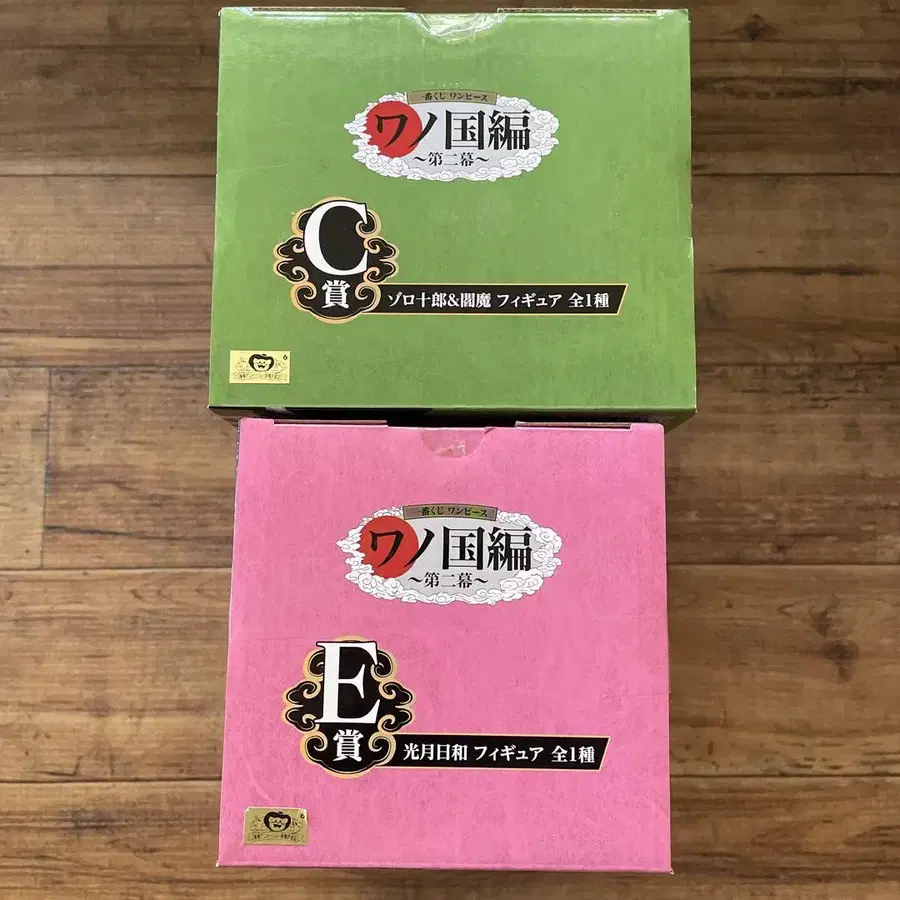 一番くじ ワンピース
ワノ国編
～第二幕～
C
賞
ゾロ十郎&閻魔 フィギュア 全1種
6
一番くじ ワンピース
ワノ国編
～第二幕～
E
賞
光月日和 フィギュア 全1種
6